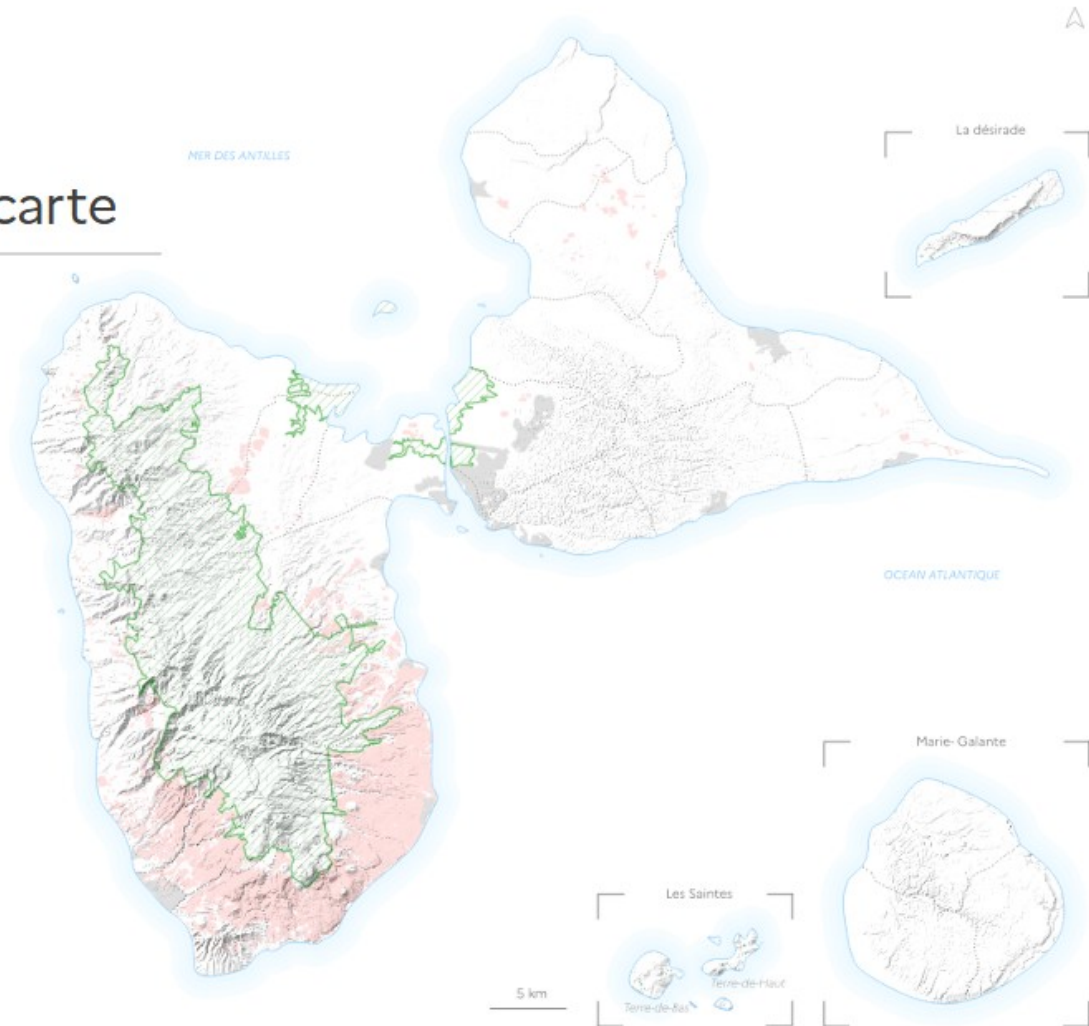 La désirade
MER DES ANTILLES
carte
OCEAN ATLANTIQUE
Marie- Galante
Les Saintes
Terre-de-Haut
5 km
Terre-de-Bas